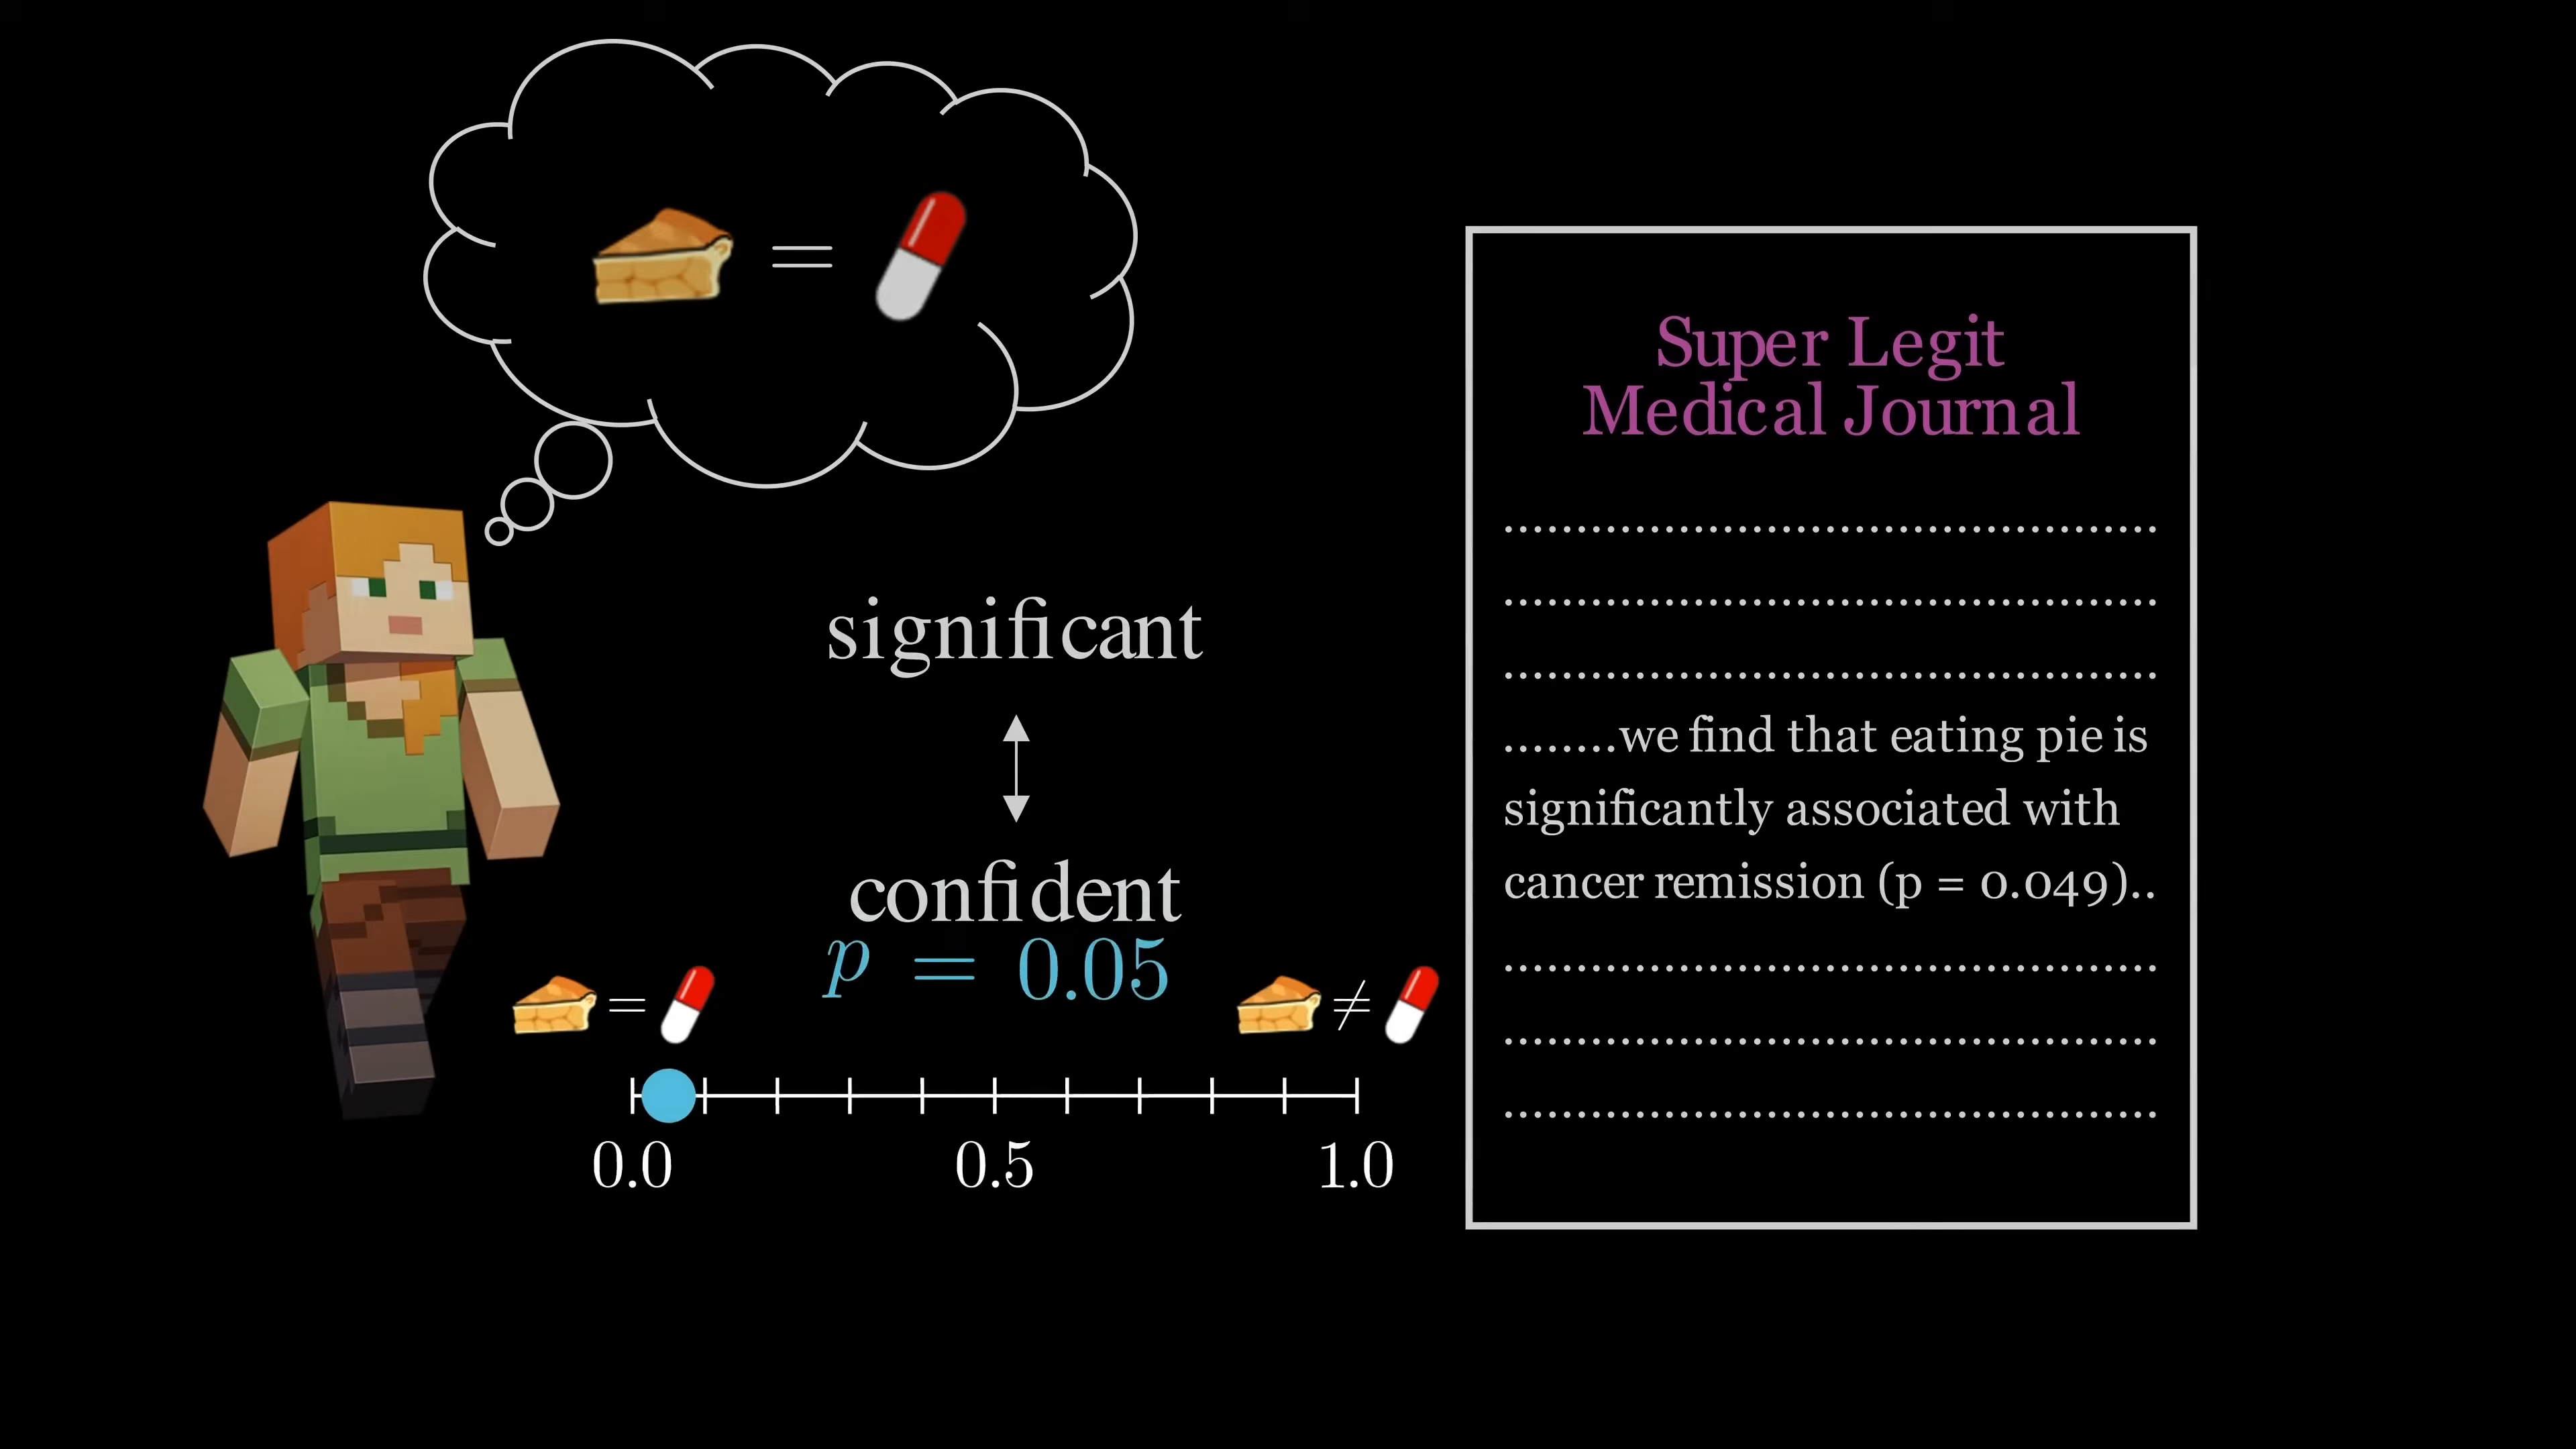 =
significant
confident
p = 0.05
= ≠
0.0 0.5 1.0
Super Legit
Medical Journal
............................................
............................................
............................................
........we find that eating pie is
significantly associated with
cancer remission (p = 0.049)..
............................................
............................................
............................................